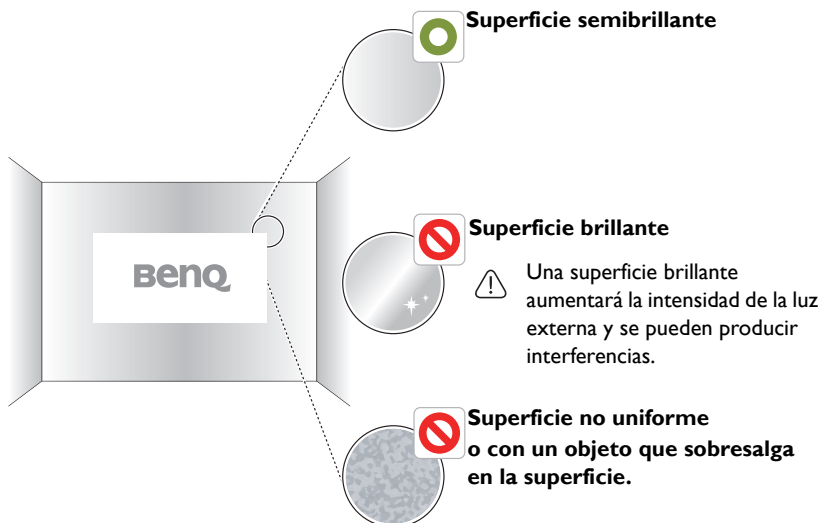 Superficie semibrillante
BenQ
Superficie brillante
Una superficie brillante
aumentará la intensidad de la luz
externa y se pueden producir
interferencias.
Superficie no uniforme
o con un objeto que sobresalga
en la superficie.